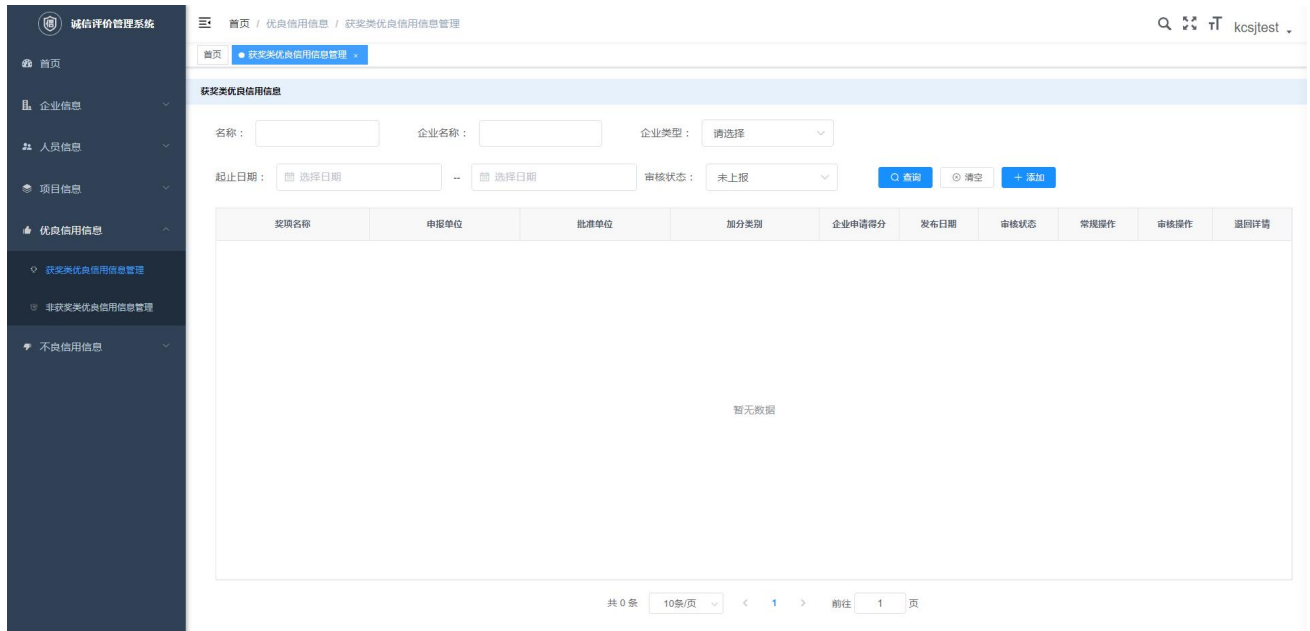 诚信评价管理系统
首页 / 优良信用信息 / 获奖类优良信用信息管理
kcsjtest
首页
获奖类优良信用信息管理 ×
首页
企业信息
人员信息
项目信息
优良信用信息
获奖类优良信用信息管理
非获奖类优良信用信息管理
不良信用信息
获奖类优良信用信息
名称： 企业名称： 企业类型： 请选择
起止日期： 选择日期 -- 选择日期 审核状态： 未上报 查询 清空 + 添加
奖项名称 申报单位 批准单位 加分类别 企业申请得分 发布日期 审核状态 常规操作 审核操作 退回详情
暂无数据
共 0 条 10条/页 < 1 > 前往 1 页